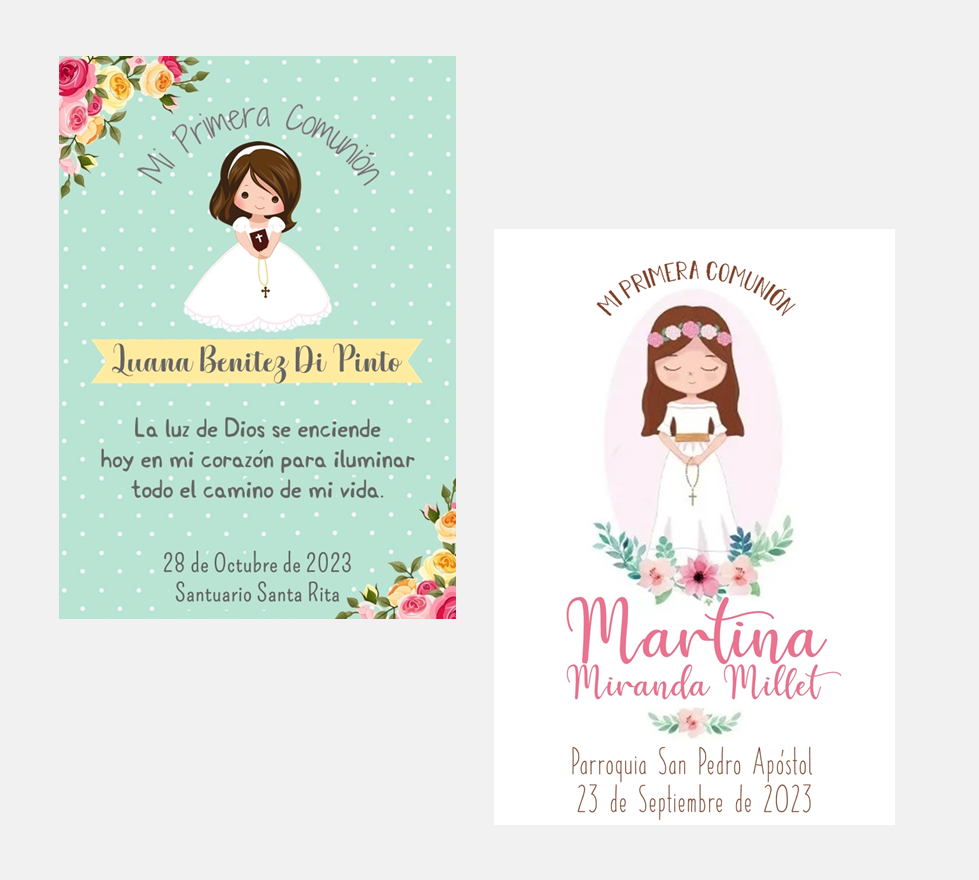 Mi Primera Comunión
Luana Benitez Di Pinto
La luz de Dios se enciende
hoy en mi corazón para iluminar
todo el camino de mi vida.
28 de Octubre de 2023
Santuario Santa Rita
MI PRIMERA COMUNIÓN
Martina
Miranda Millet
Parroquia San Pedro Apóstol
23 de Septiembre de 2023